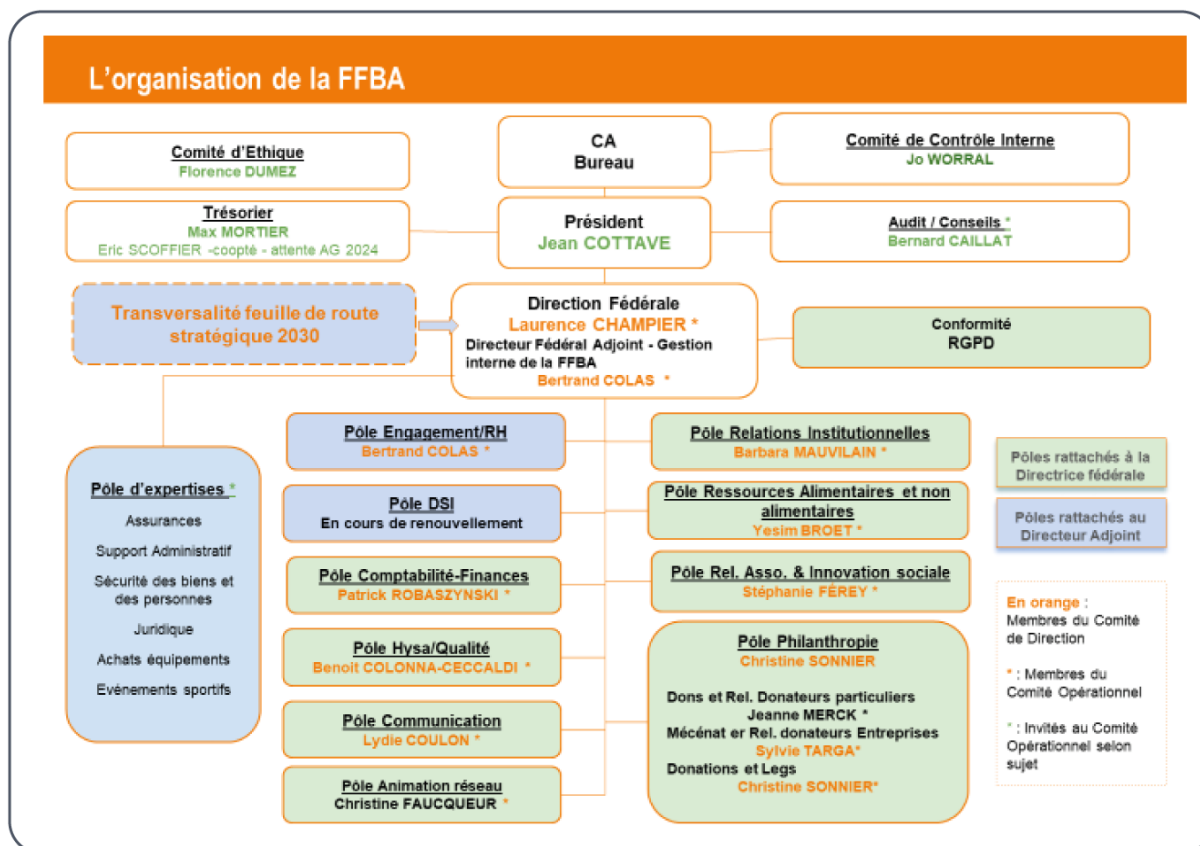 L'organisation de la FFBA
Comité d'Ethique
Florence DUMEZ
CA
Bureau
Comité de Contrôle Interne
Jo WORRAL
Trésorier
Max MORTIER
Eric SCOFFIER -coopté - attente AG 2024
Président
Jean COTTAVE
Audit / Conseils *
Bernard CAILLAT
Transversalité feuille de route
stratégique 2030
Direction Fédérale
Laurence CHAMPIER *
Directeur Fédéral Adjoint - Gestion
interne de la FFBA
Bertrand COLAS *
Conformité
RGPD
Pôle d'expertises *
Assurances
Support Administratif
Sécurité des biens et
des personnes
Juridique
Achats équipements
Evénements sportifs
Pôle Engagement/RH
Bertrand COLAS *
Pôle DSI
En cours de renouvellement
Pôle Comptabilité-Finances
Patrick ROBASZYNSKI *
Pôle Hysa/Qualité
Benoit COLONNA-CECCALDI *
Pôle Communication
Lydie COULON *
Pôle Animation réseau
Christine FAUCQUEUR *
Pôle Relations Institutionnelles
Barbara MAUVILAIN *
Pôle Ressources Alimentaires et non
alimentaires
Yesim BROET *
Pôle Rel. Asso. & Innovation sociale
Stéphanie FÉREY *
Pôle Philanthropie
Christine SONNIER
Dons et Rel. Donateurs particuliers
Jeanne MERCK *
Mécénat er Rel. donateurs Entreprises
Sylvie TARGA*
Donations et Legs
Christine SONNIER*
Pôles rattachés à la
Directrice fédérale
Pôles rattachés au
Directeur Adjoint
En orange :
Membres du Comité
de Direction
* : Membres du
Comité Opérationnel
* : Invités au Comité
Opérationnel selon
sujet